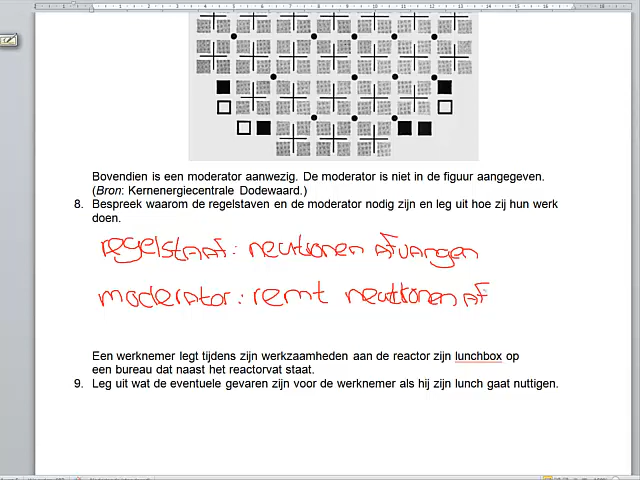 Bovendien is een moderator aanwezig. De moderator is niet in de figuur aangegeven.
(Bron: Kernenergiecentrale Dodewaard.)
8. Bespreek waarom de regelstaven en de moderator nodig zijn en leg uit hoe zij hun werk
doen.
regelstaaf: neutronen afvangen
moderator: remt neutronen af
Een werknemer legt tijdens zijn werkzaamheden aan de reactor zijn lunchbox op
een bureau dat naast het reactorvat staat.
9. Leg uit wat de eventuele gevaren zijn voor de werknemer als hij zijn lunch gaat nuttigen.